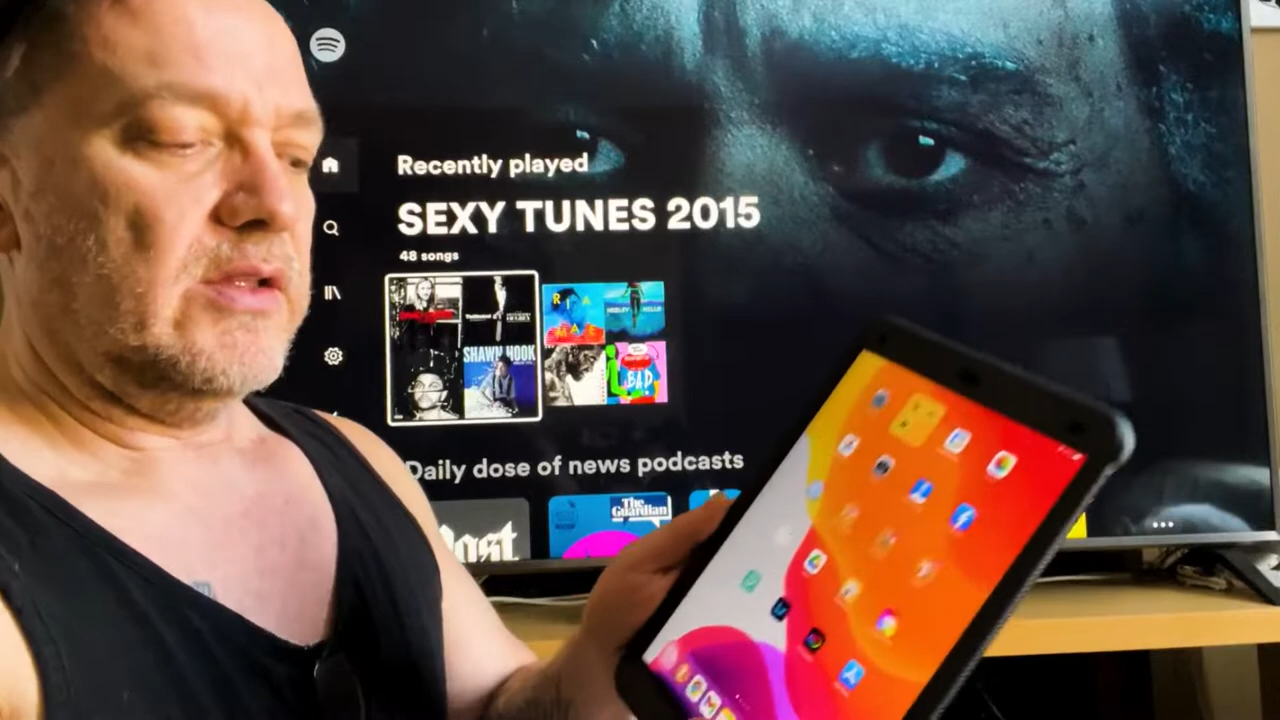 Recently played
SEXY TUNES 2015
48 songs
SHAWN HOOK
RIA
MAE
BAD
Daily dose of news podcasts
The
Guardian
Post